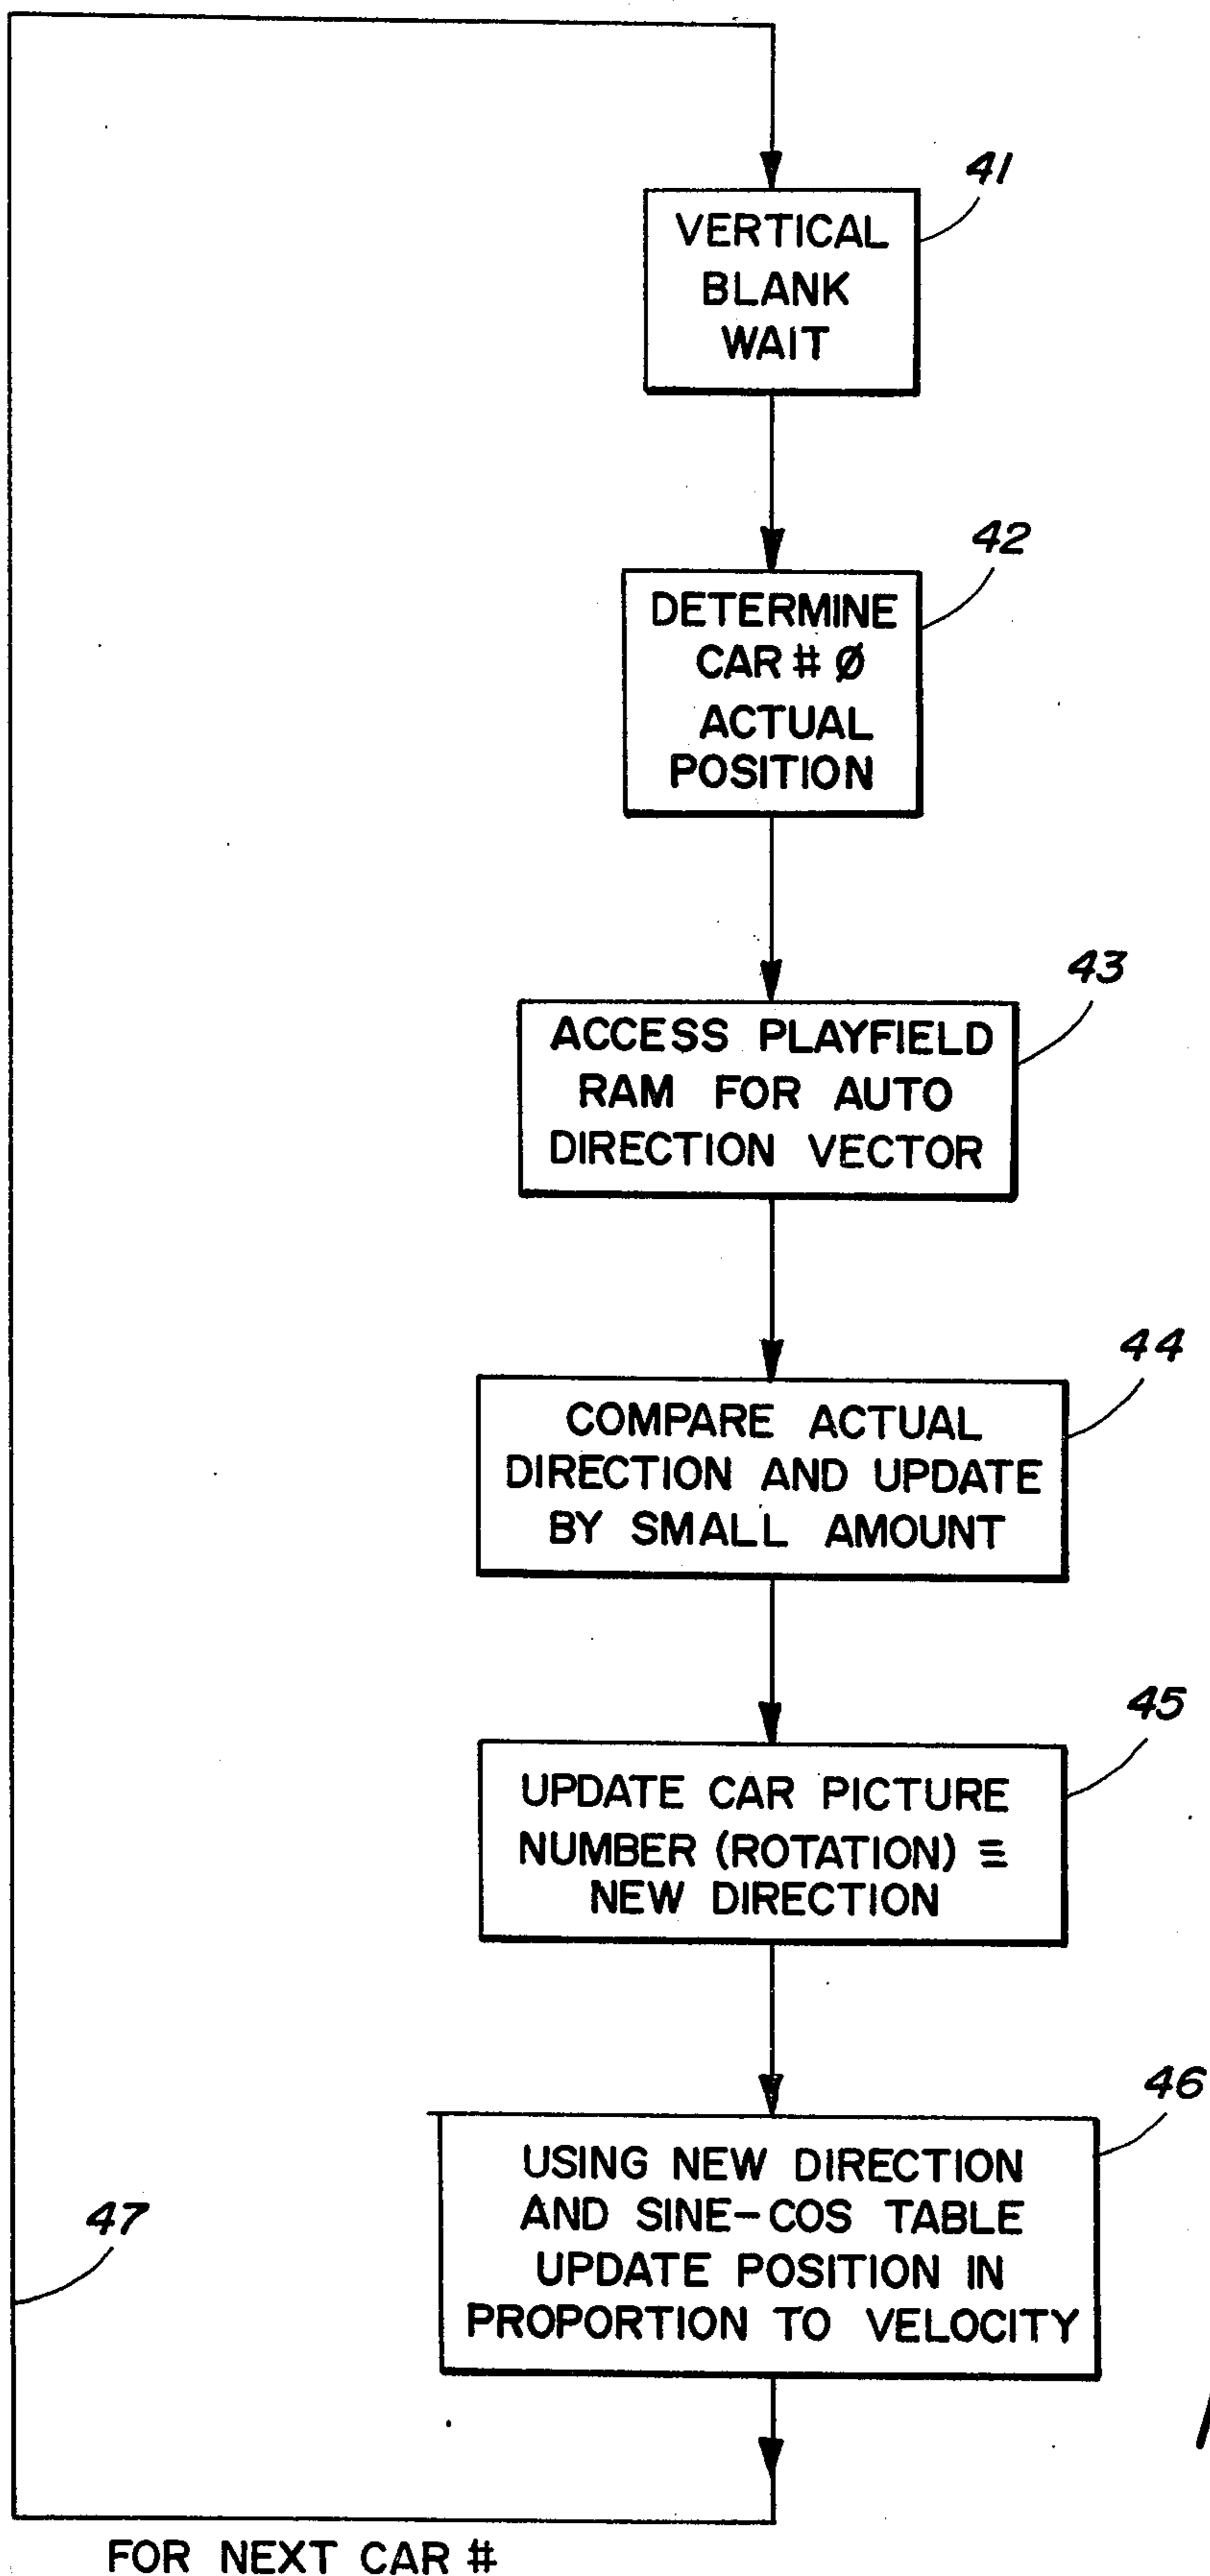 41
VERTICAL
BLANK
WAIT
42
DETERMINE
CAR # Ø
ACTUAL
POSITION
43
ACCESS PLAYFIELD
RAM FOR AUTO
DIRECTION VECTOR
44
COMPARE ACTUAL
DIRECTION AND UPDATE
BY SMALL AMOUNT
45
UPDATE CAR PICTURE
NUMBER (ROTATION) ≡
NEW DIRECTION
46
USING NEW DIRECTION
AND SINE-COS TABLE
UPDATE POSITION IN
PROPORTION TO VELOCITY
47
FOR NEXT CAR #